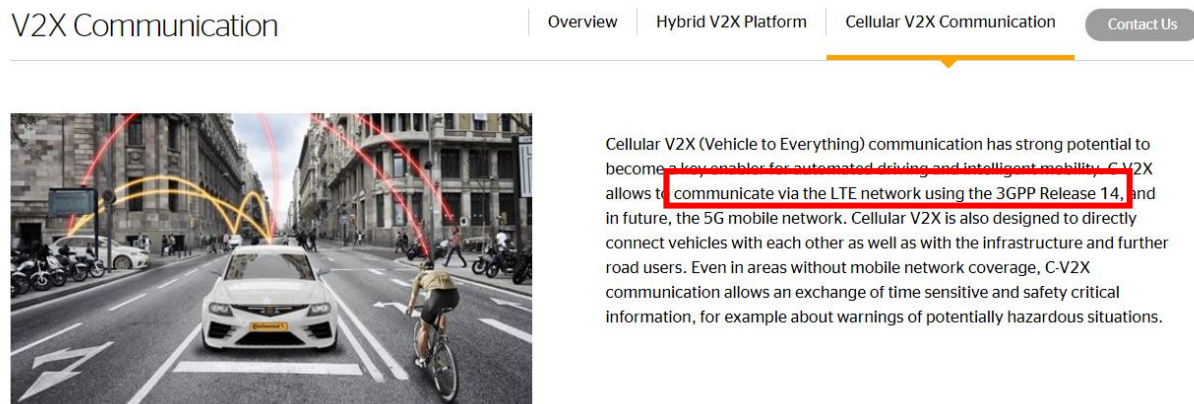 V2X Communication
Overview
Hybrid V2X Platform
Cellular V2X Communication
Contact Us
Cellular V2X (Vehicle to Everything) communication has strong potential to
become a key enabler for automated driving and intelligent mobility. C-V2X
allows to communicate via the LTE network using the 3GPP Release 14, and
in future, the 5G mobile network. Cellular V2X is also designed to directly
connect vehicles with each other as well as with the infrastructure and further
road users. Even in areas without mobile network coverage, C-V2X
communication allows an exchange of time sensitive and safety critical
information, for example about warnings of potentially hazardous situations.
Continental